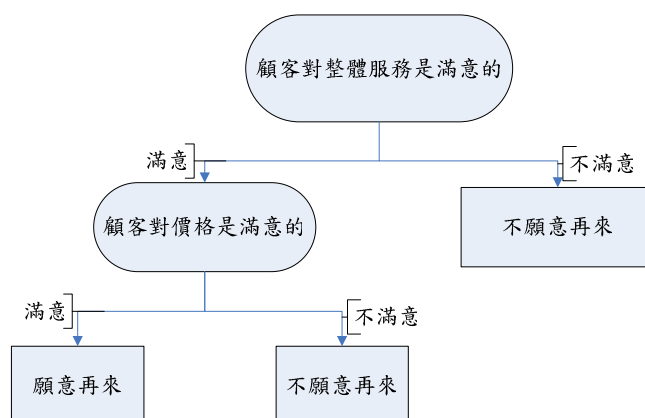 顧客對整體服務是滿意的
滿意
不滿意
顧客對價格是滿意的
不願意再來
滿意
不滿意
願意再來
不願意再來